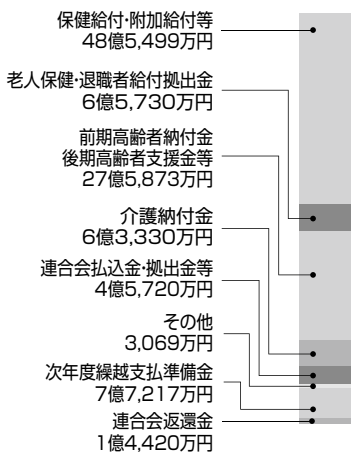 保健給付・附加給付等
48億5,499万円
老人保健・退職者給付拠出金
6億5,730万円
前期高齢者納付金
後期高齢者支援金等
27億5,873万円
介護納付金
6億3,330万円
連合会払込金・拠出金等
4億5,720万円
その他
3,069万円
次年度繰越支払準備金
7億7,217万円
連合会返還金
1億4,420万円